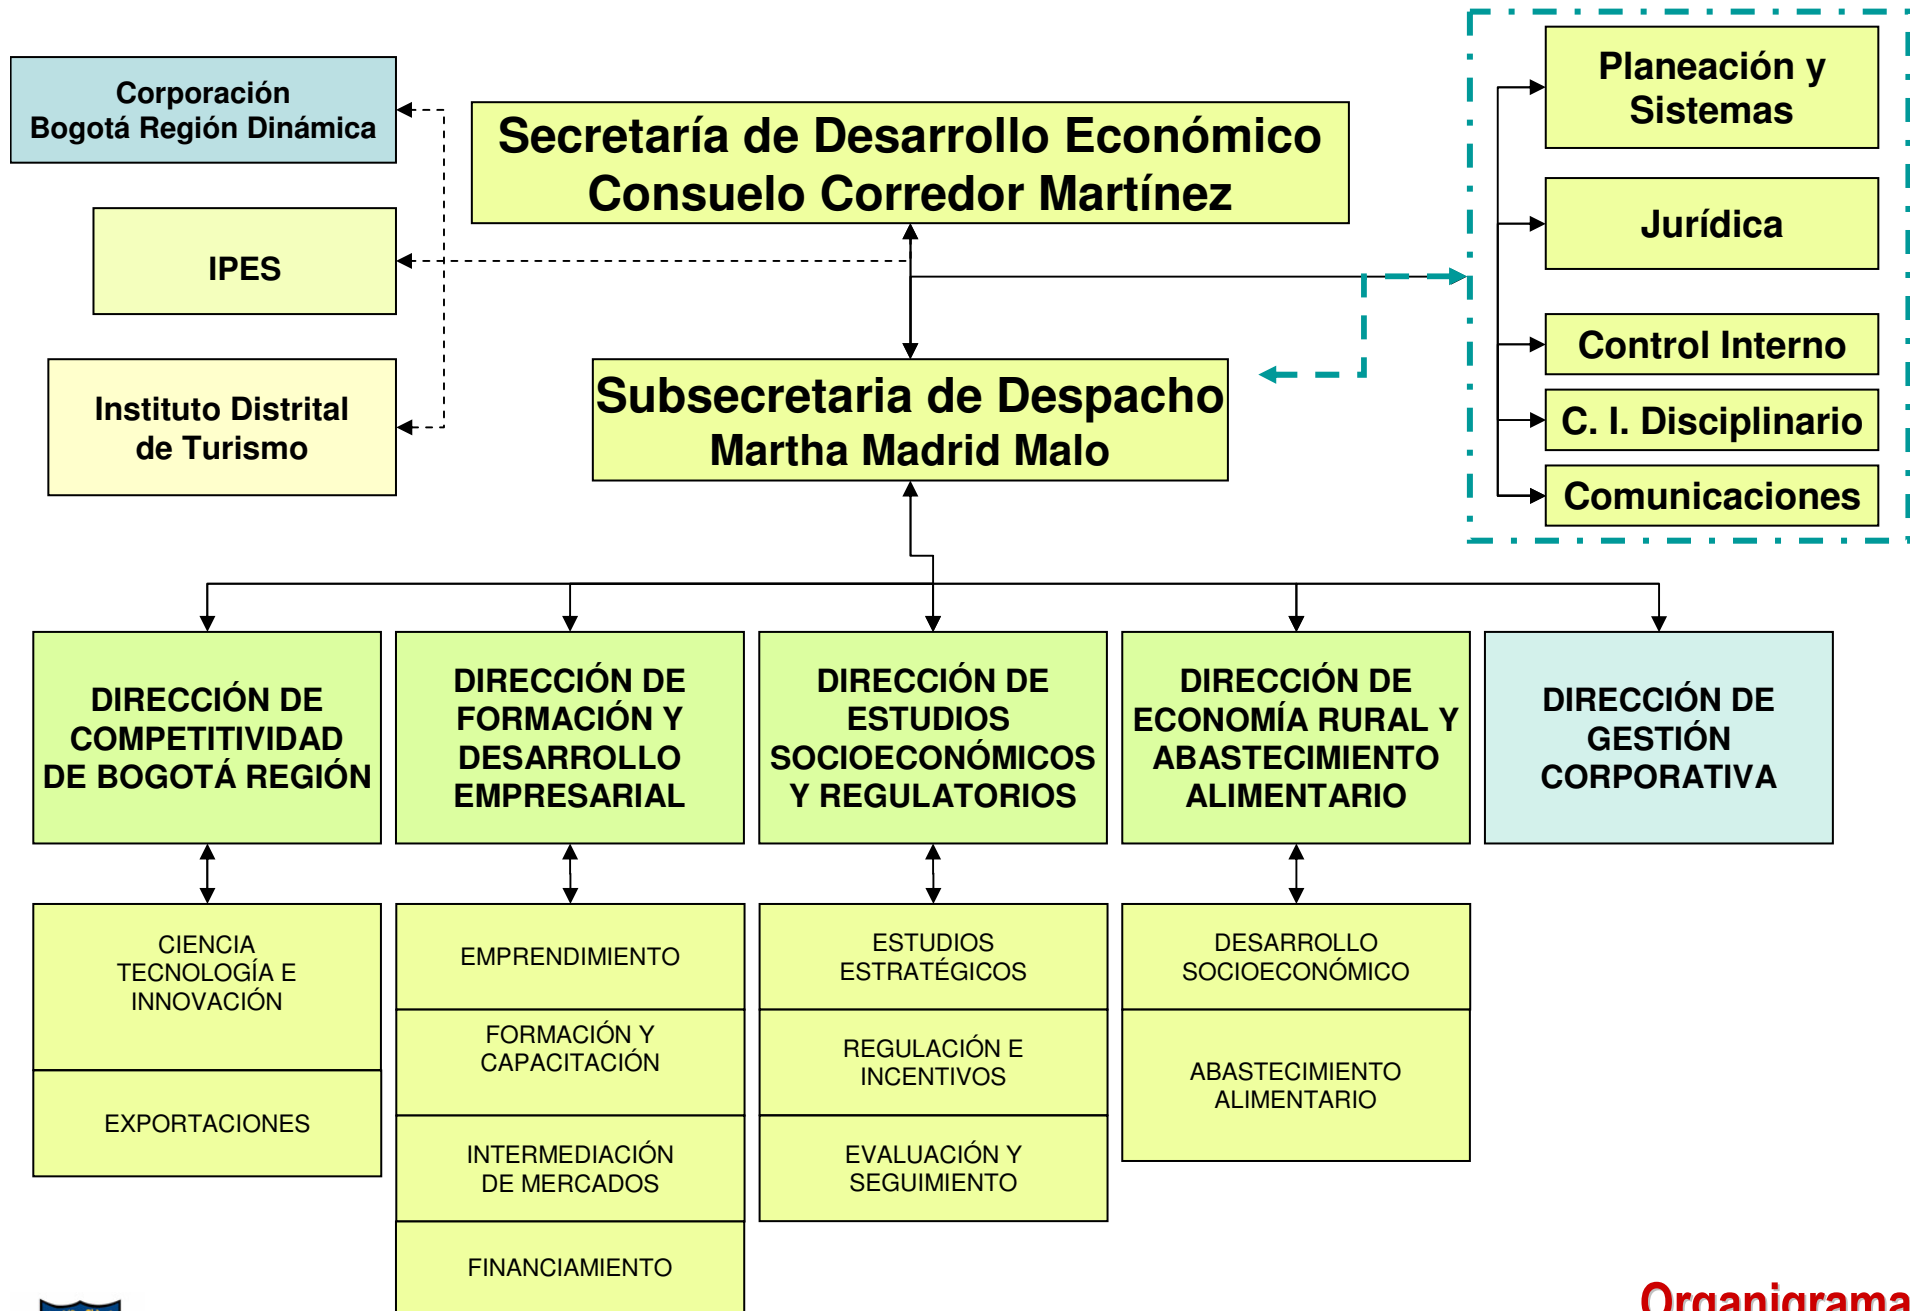 Corporación
Bogotá Región Dinámica
IPES
Instituto Distrital
de Turismo
Secretaría de Desarrollo Económico
Consuelo Corredor Martínez
Subsecretaria de Despacho
Martha Madrid Malo
Planeación y
Sistemas
Jurídica
Control Interno
C. I. Disciplinario
Comunicaciones
DIRECCIÓN DE
COMPETITIVIDAD
DE BOGOTÁ REGIÓN
DIRECCIÓN DE
FORMACIÓN Y
DESARROLLO
EMPRESARIAL
DIRECCIÓN DE
ESTUDIOS
SOCIOECONÓMICOS
Y REGULATORIOS
DIRECCIÓN DE
ECONOMÍA RURAL Y
ABASTECIMIENTO
ALIMENTARIO
DIRECCIÓN DE
GESTIÓN
CORPORATIVA
CIENCIA
TECNOLOGÍA E
INNOVACIÓN
EXPORTACIONES
EMPRENDIMIENTO
FORMACIÓN Y
CAPACITACIÓN
INTERMEDIACIÓN
DE MERCADOS
FINANCIAMIENTO
ESTUDIOS
ESTRATÉGICOS
REGULACIÓN E
INCENTIVOS
EVALUACIÓN Y
SEGUIMIENTO
DESARROLLO
SOCIOECONÓMICO
ABASTECIMIENTO
ALIMENTARIO
Organigrama